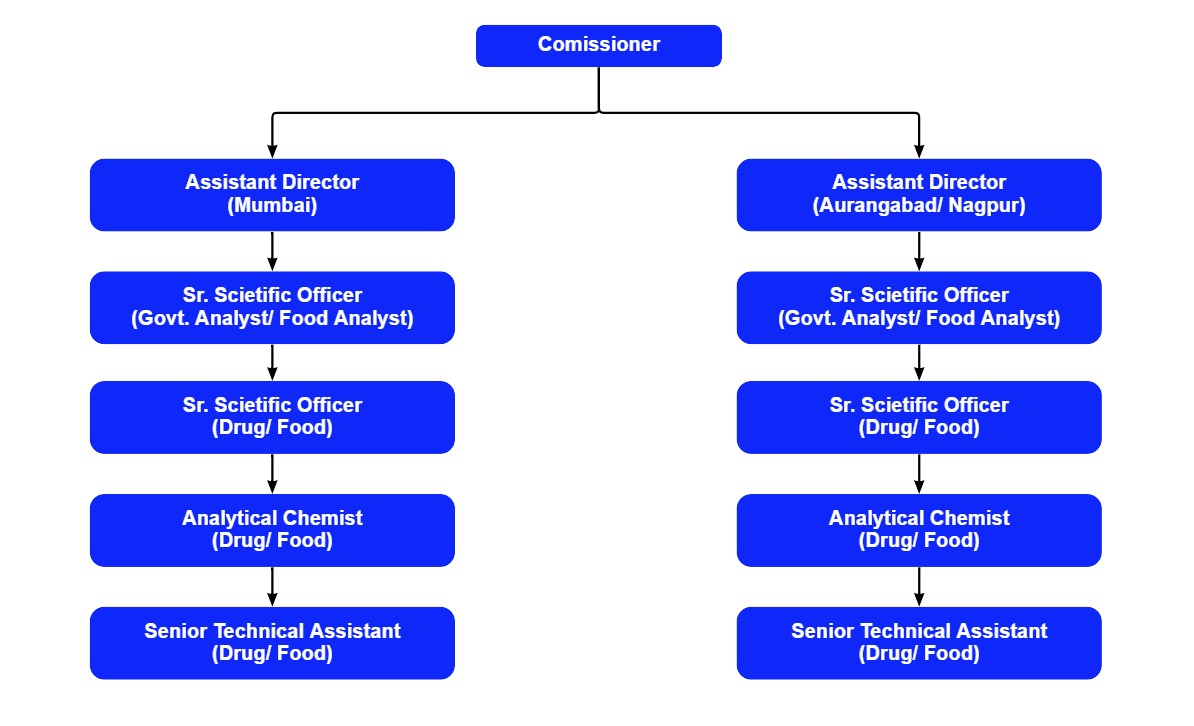 Comissioner
Assistant Director
(Mumbai)
Sr. Scietific Officer
(Govt. Analyst/ Food Analyst)
Sr. Scietific Officer
(Drug/ Food)
Analytical Chemist
(Drug/ Food)
Senior Technical Assistant
(Drug/ Food)
Assistant Director
(Aurangabad/ Nagpur)
Sr. Scietific Officer
(Govt. Analyst/ Food Analyst)
Sr. Scietific Officer
(Drug/ Food)
Analytical Chemist
(Drug/ Food)
Senior Technical Assistant
(Drug/ Food)